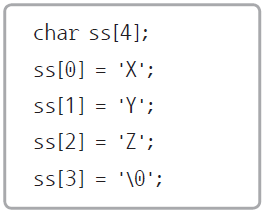 char ss[4];
ss[0] = 'X';
ss[1] = 'Y';
ss[2] = 'Z';
ss[3] = '\0';